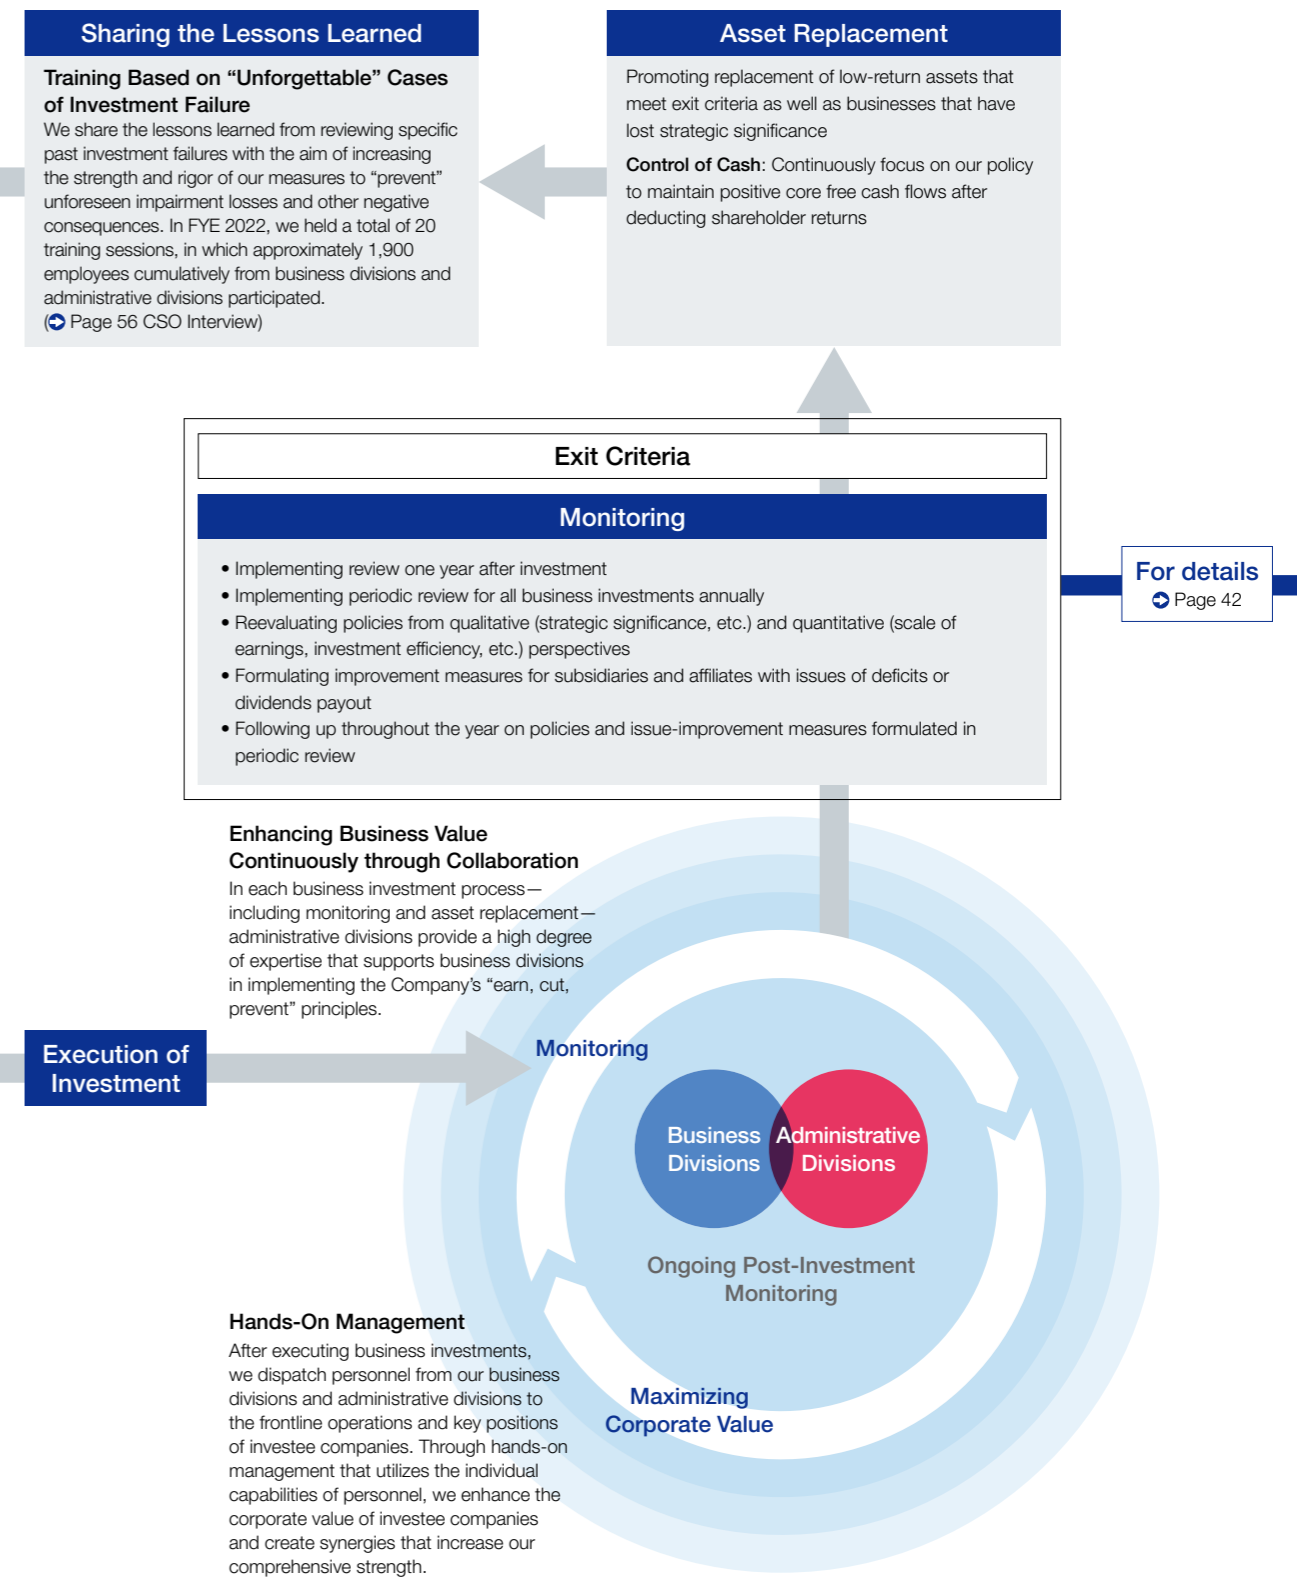 Sharing the Lessons Learned
Training Based on “Unforgettable” Cases
of Investment Failure
We share the lessons learned from reviewing specific
past investment failures with the aim of increasing
the strength and rigor of our measures to “prevent”
unforeseen impairment losses and other negative
consequences. In FYE 2022, we held a total of 20
training sessions, in which approximately 1,900
employees cumulatively from business divisions and
administrative divisions participated.
(➲ Page 56 CSO Interview)
Asset Replacement
Promoting replacement of low-return assets that
meet exit criteria as well as businesses that have
lost strategic significance
Control of Cash: Continuously focus on our policy
to maintain positive core free cash flows after
deducting shareholder returns
Exit Criteria
Monitoring
• Implementing review one year after investment
• Implementing periodic review for all business investments annually
• Reevaluating policies from qualitative (strategic significance, etc.) and quantitative (scale of
earnings, investment efficiency, etc.) perspectives
• Formulating improvement measures for subsidiaries and affiliates with issues of deficits or
dividends payout
• Following up throughout the year on policies and issue-improvement measures formulated in
periodic review
For details
➲ Page 42
Enhancing Business Value
Continuously through Collaboration
In each business investment process—
including monitoring and asset replacement—
administrative divisions provide a high degree
of expertise that supports business divisions
in implementing the Company’s “earn, cut,
prevent” principles.
Execution of
Investment
Monitoring
Business
Divisions
Administrative
Divisions
Ongoing Post-Investment
Monitoring
Maximizing
Corporate Value
Hands-On Management
After executing business investments,
we dispatch personnel from our business
divisions and administrative divisions to
the frontline operations and key positions
of investee companies. Through hands-on
management that utilizes the individual
capabilities of personnel, we enhance the
corporate value of investee companies
and create synergies that increase our
comprehensive strength.